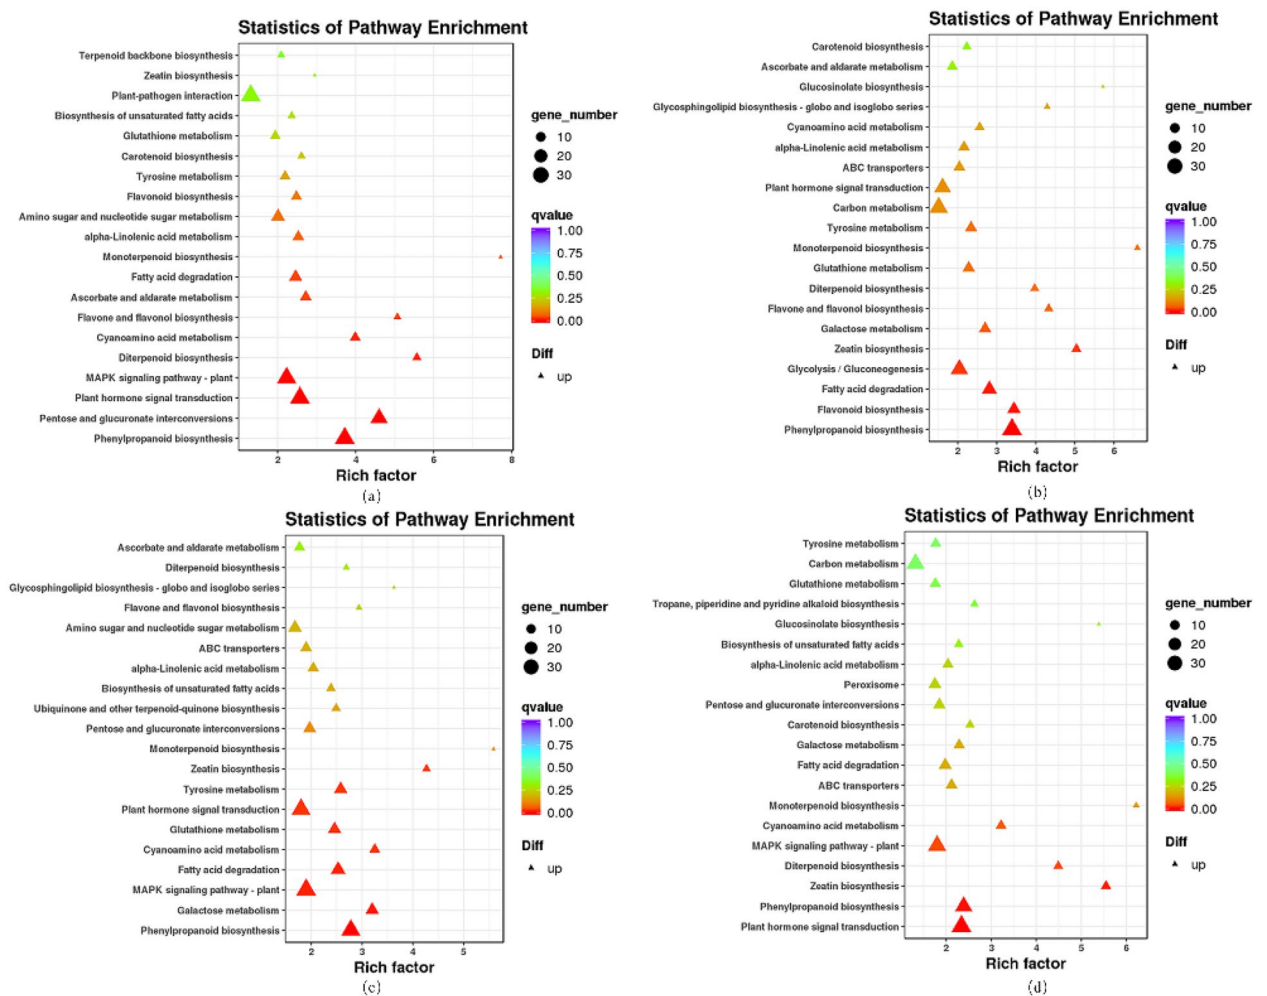 Statistics of Pathway Enrichment
Terpenoid backbone biosynthesis
Zeatin biosynthesis
Plant-pathogen interaction
Biosynthesis of unsaturated fatty acids
Glutathione metabolism
Carotenoid biosynthesis
Tyrosine metabolism
Flavonoid biosynthesis
Amino sugar and nucleotide sugar metabolism
alpha-Linolenic acid metabolism
Monoterpenoid biosynthesis
Fatty acid degradation
Ascorbate and aldarate metabolism
Flavone and flavonol biosynthesis
Cyanoamino acid metabolism
Diterpenoid biosynthesis
MAPK signaling pathway - plant
Plant hormone signal transduction
Pentose and glucuronate interconversions
Phenylpropanoid biosynthesis
2 4 6 8
Rich factor
(a)
gene_number
10
20
30
qvalue
1.00
0.75
0.50
0.25
0.00
Diff
up
Statistics of Pathway Enrichment
Carotenoid biosynthesis
Ascorbate and aldarate metabolism
Glucosinolate biosynthesis
Glycosphingolipid biosynthesis - globo and isoglobo series
Cyanoamino acid metabolism
alpha-Linolenic acid metabolism
ABC transporters
Plant hormone signal transduction
Carbon metabolism
Tyrosine metabolism
Monoterpenoid biosynthesis
Glutathione metabolism
Diterpenoid biosynthesis
Flavone and flavonol biosynthesis
Galactose metabolism
Zeatin biosynthesis
Glycolysis / Gluconeogenesis
Fatty acid degradation
Flavonoid biosynthesis
Phenylpropanoid biosynthesis
2 3 4 5 6
Rich factor
(b)
gene_number
10
20
30
qvalue
1.00
0.75
0.50
0.25
0.00
Diff
up
Statistics of Pathway Enrichment
Ascorbate and aldarate metabolism
Diterpenoid biosynthesis
Glycosphingolipid biosynthesis - globo and isoglobo series
Flavone and flavonol biosynthesis
Amino sugar and nucleotide sugar metabolism
ABC transporters
alpha-Linolenic acid metabolism
Biosynthesis of unsaturated fatty acids
Ubiquinone and other terpenoid-quinone biosynthesis
Pentose and glucuronate interconversions
Monoterpenoid biosynthesis
Zeatin biosynthesis
Tyrosine metabolism
Plant hormone signal transduction
Glutathione metabolism
Cyanoamino acid metabolism
Fatty acid degradation
MAPK signaling pathway - plant
Galactose metabolism
Phenylpropanoid biosynthesis
2 3 4 5
Rich factor
(c)
gene_number
10
20
30
qvalue
1.00
0.75
0.50
0.25
0.00
Diff
up
Statistics of Pathway Enrichment
Tyrosine metabolism
Carbon metabolism
Glutathione metabolism
Tropane, piperidine and pyridine alkaloid biosynthesis
Glucosinolate biosynthesis
Biosynthesis of unsaturated fatty acids
alpha-Linolenic acid metabolism
Peroxisome
Pentose and glucuronate interconversions
Carotenoid biosynthesis
Galactose metabolism
Fatty acid degradation
ABC transporters
Monoterpenoid biosynthesis
Cyanoamino acid metabolism
MAPK signaling pathway - plant
Diterpenoid biosynthesis
Zeatin biosynthesis
Phenylpropanoid biosynthesis
Plant hormone signal transduction
2 3 4 5 6
Rich factor
(d)
gene_number
10
20
30
qvalue
1.00
0.75
0.50
0.25
0.00
Diff
up